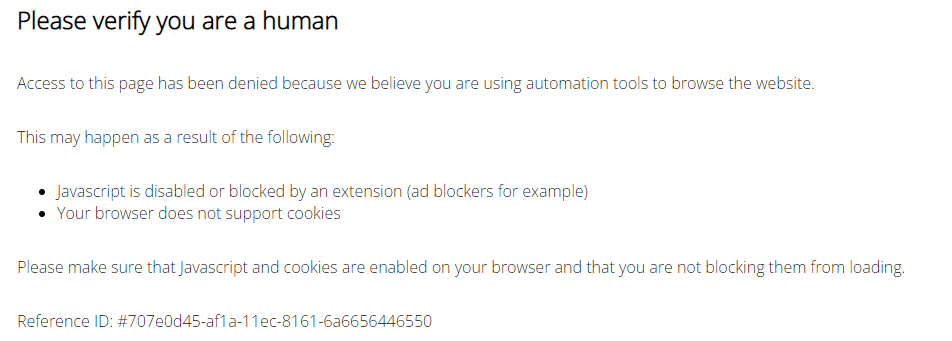 Please verify you are a human
Access to this page has been denied because we believe you are using automation tools to browse the website.
This may happen as a result of the following:
Javascript is disabled or blocked by an extension (ad blockers for example)
Your browser does not support cookies
Please make sure that Javascript and cookies are enabled on your browser and that you are not blocking them from loading.
Reference ID: #707e0d45-af1a-11ec-8161-6a6656446550